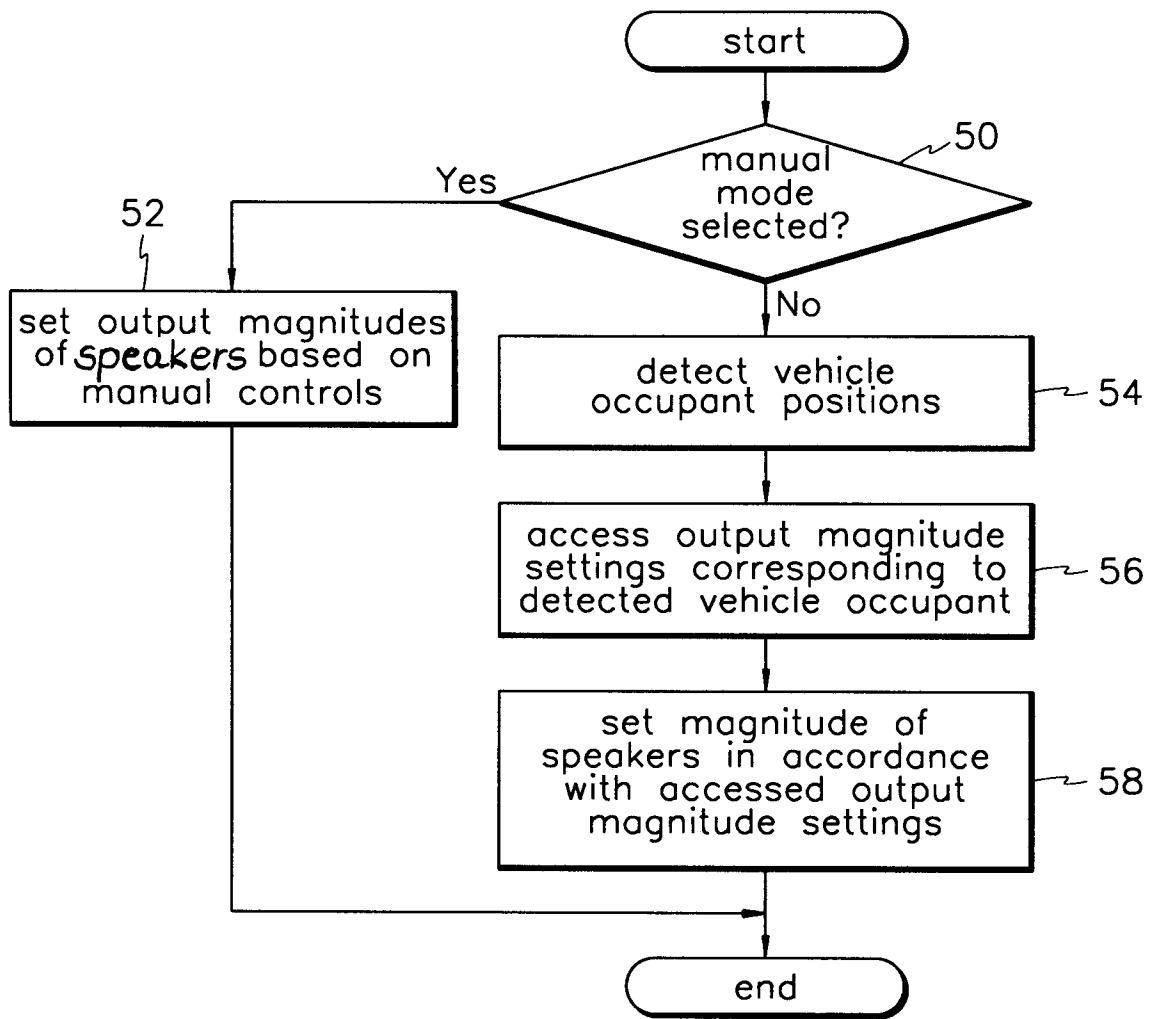 start
50
manual
mode
selected?
Yes
No
52
set output magnitudes
of speakers based on
manual controls
detect vehicle
occupant positions
54
access output magnitude
settings corresponding to
detected vehicle occupant
56
set magnitude of
speakers in accordance
with accessed output
magnitude settings
58
end